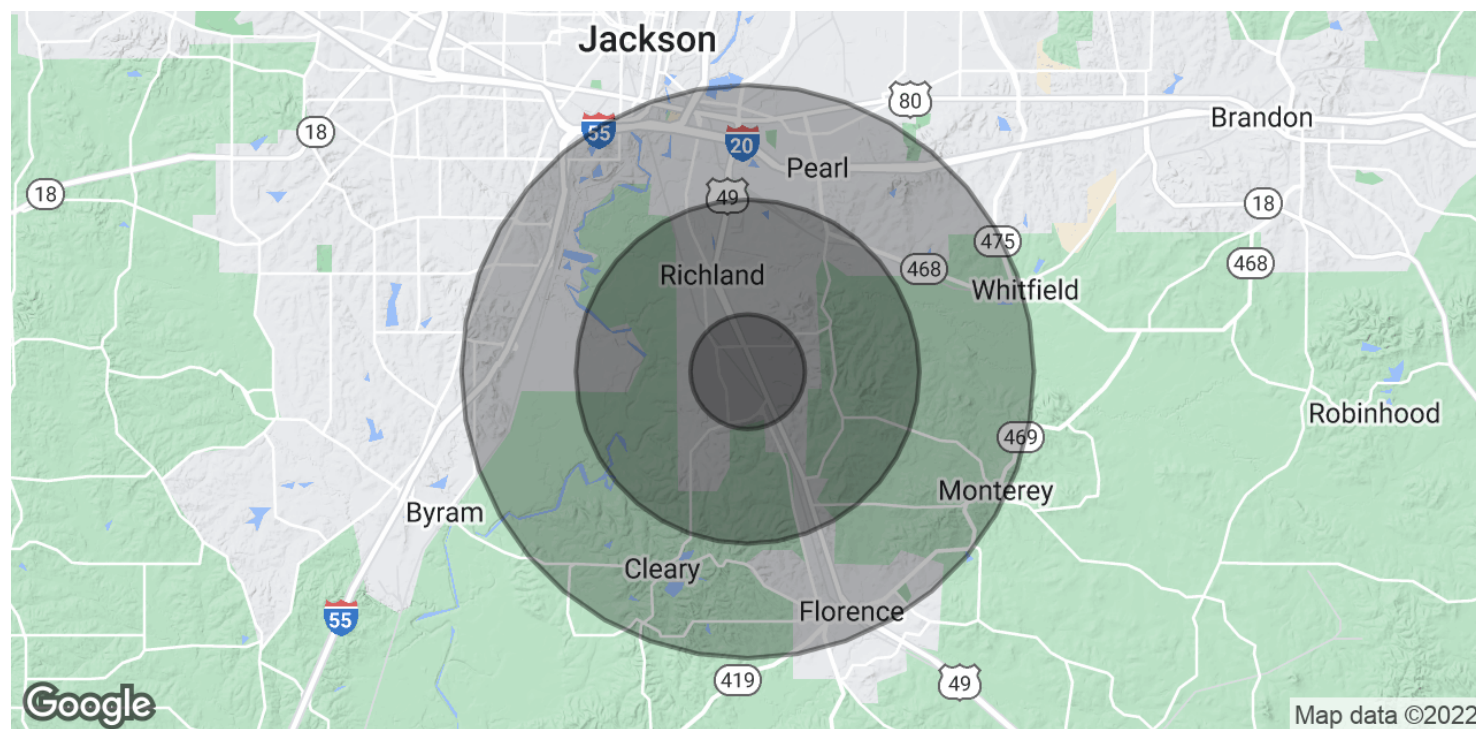 Jackson
80
Brandon
18
55
20
Pearl
18
49
18
475
468
468
Richland
Whitfield
Robinhood
469
Monterey
Byram
Cleary
Florence
55
419
49
Google
Map data ©2022